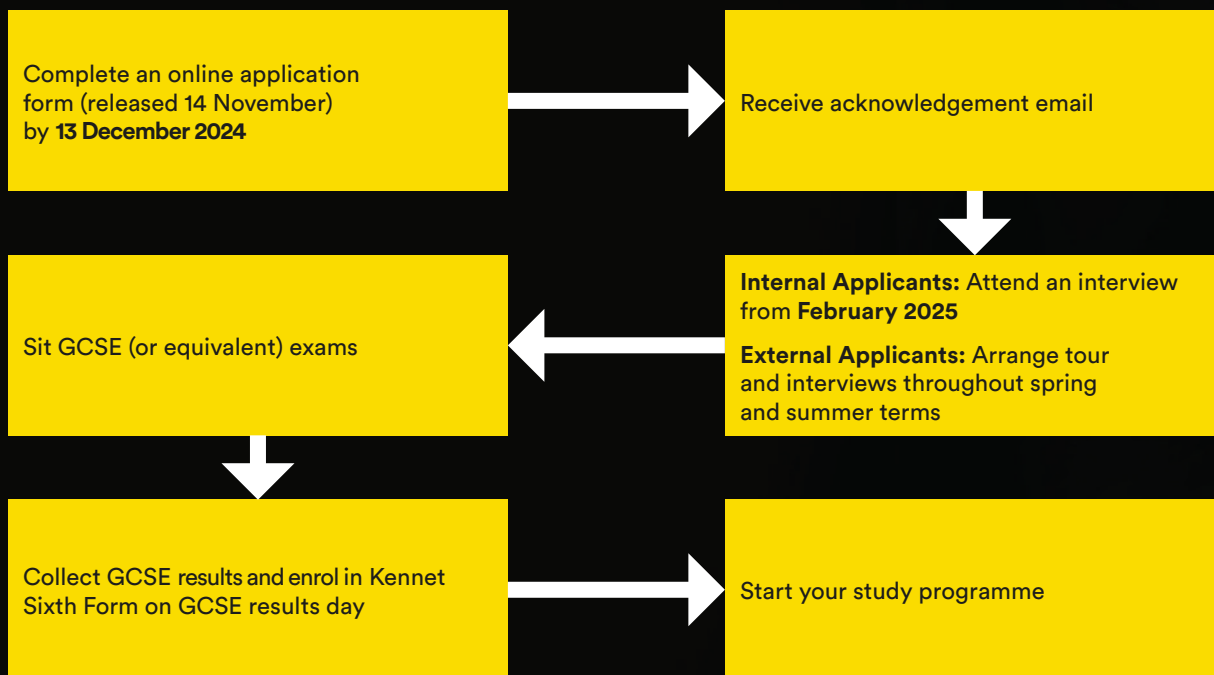 Complete an online application
form (released 14 November)
by 13 December 2024
Receive acknowledgement email
Internal Applicants: Attend an interview
from February 2025
External Applicants: Arrange tour
and interviews throughout spring
and summer terms
Sit GCSE (or equivalent) exams
Collect GCSE results and enrol in Kennet
Sixth Form on GCSE results day
Start your study programme